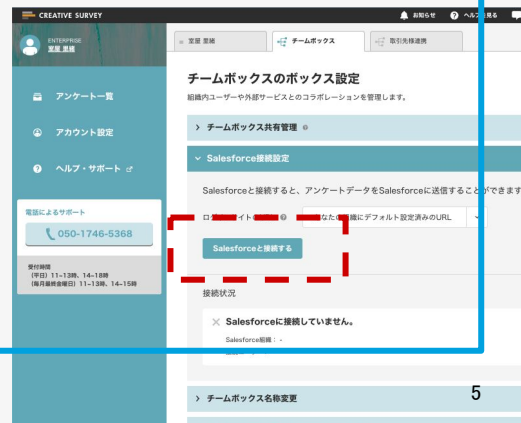 CREATIVE SURVEY
お知らせ
ENTERPRISE
室屋 里緒
アンケート一覧
アカウント設定
ヘルプ・サポート
電話によるサポート
050-1746-5368
受付時間
(平日) 11-13時、14-18時
(毎月最終金曜日) 11-13時、14-15時
室屋 里緒
チームボックス
取引先様連携
チームボックスのボックス設定
組織内ユーザーや外部サービスとのコラボレーションを管理します。
チームボックス共有管理
Salesforce接続設定
Salesforceと接続すると、アンケートデータをSalesforceに送信することができます
組織にデフォルト設定済みのURL
Salesforceと接続する
接続状況
Salesforceに接続していません。
Salesforce組織： -
チームボックス名称変更
5